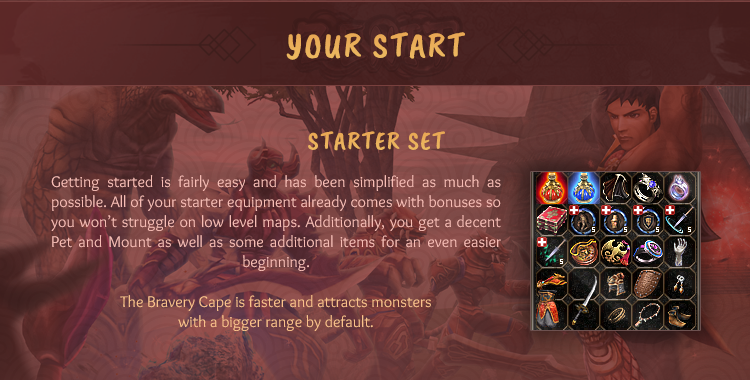 YOUR START
STARTER SET
Getting started is fairly easy and has been simplified as much as
possible. All of your starter equipment already comes with bonuses so
you won't struggle on low level maps. Additionally, you get a decent
Pet and Mount as well as some additional items for an even easier
beginning.
The Bravery Cape is faster and attracts monsters
with a bigger range by default.
5 5 5 5
5